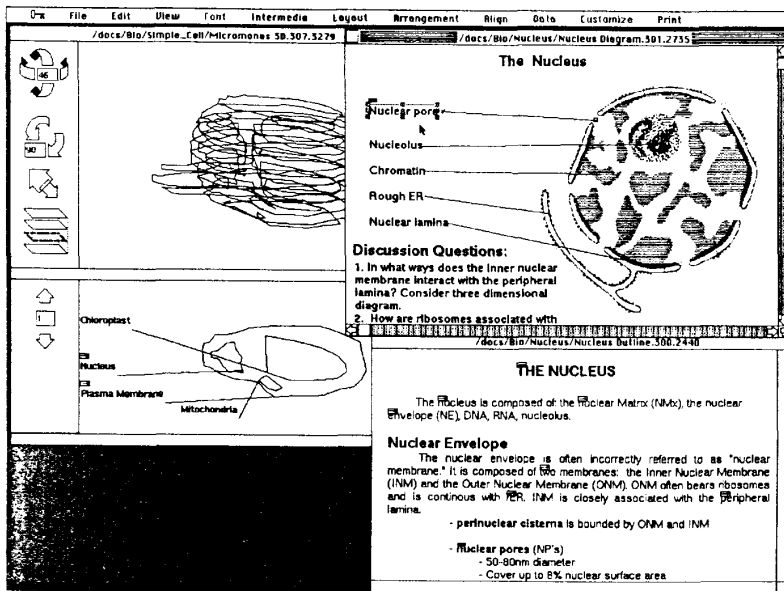 File Edit View Font Intermedia Layout Arrangement Align Data Customize Print
/docs/Bio/Simple_Cell/Micromones 3D.307.3279
46
90
1
Chloroplast
Nucleus
Plasma Membrane
Mitochondria
/docs/Bio/Nucleus/Nucleus Diagram.301.2735
The Nucleus
Nuclear pore
Nucleolus
Chromatin
Rough ER
Nuclear lamina
Discussion Questions:
1. In what ways does the inner nuclear
membrane interact with the peripheral
lamina? Consider three dimensional
diagram.
2. How are ribosomes associated with
/docs/Bio/Nucleus/Nucleus Outline.300.2440
THE NUCLEUS
The nucleus is composed of the nuclear Matrix (NMx), the nuclear
envelope (NE), DNA, RNA, nucleolus.
Nuclear Envelope
The nuclear envelope is often incorrectly referred to as "nuclear
membrane." It is composed of two membranes: the Inner Nuclear Membrane
(INM) and the Outer Nuclear Membrane (ONM). ONM often bears ribosomes
and is continous with rER. INM is closely associated with the peripheral
lamina.
- perinuclear cisterna is bounded by ONM and INM
- nuclear pores (NP's)
- 50-80nm diameter
- Cover up to 8% nuclear surface area